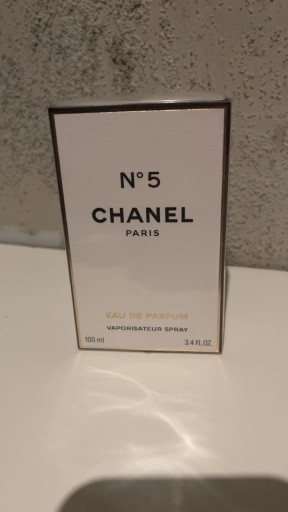 N°5
CHANEL
PARIS
EAU DE PARFUM
VAPORISATEUR SPRAY
100 ml
3.4 FL.OZ.